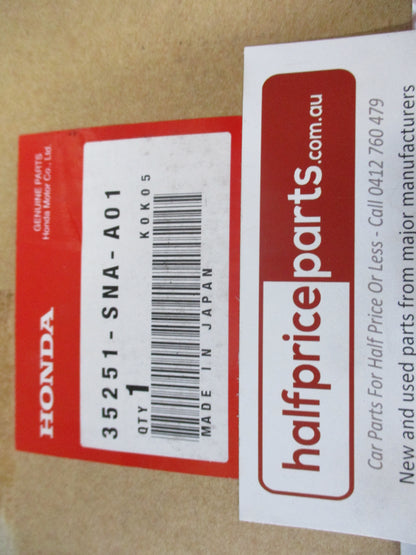 GENUINE PARTS
Honda Motor Co., Ltd.
HONDA
35251-SNA-A01
K0K05
QTY 1
MADE IN JAPAN
halfpriceparts.com.au
Car Parts For Half Price Or Less - Call 0412 760 479
New and used parts from major manufacturers